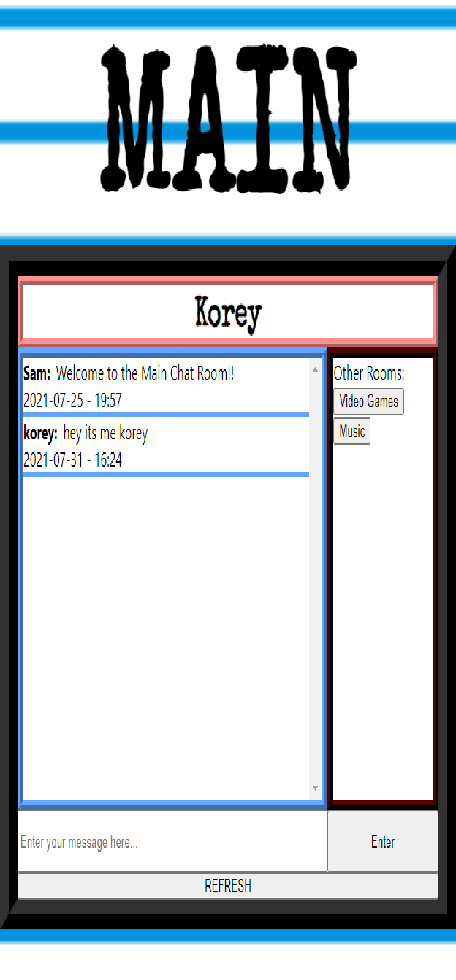 MAIN
Korey
Sam: Welcome to the Main Chat Room!!
2021-07-25 - 19:57
korey: hey its me korey
2021-07-31 - 16:24
Other Rooms:
Video Games
Music
Enter your message here...
Enter
REFRESH